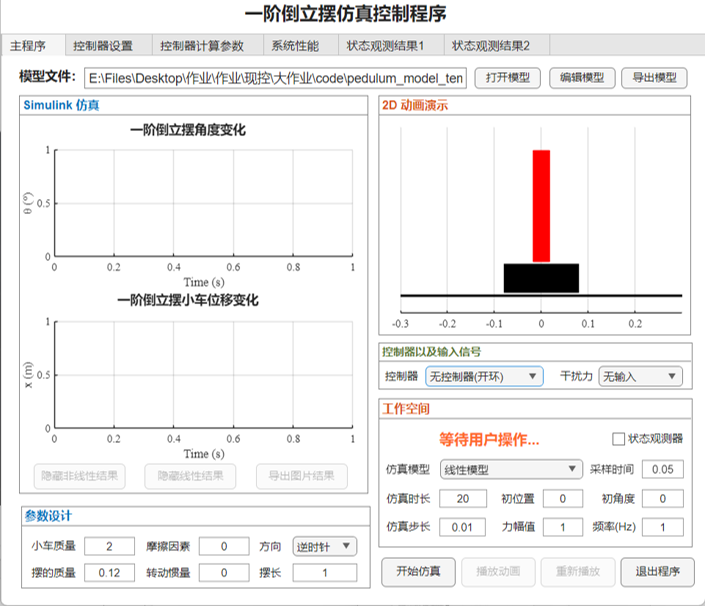 一阶倒立摆仿真控制程序
主程序 控制器设置 控制器计算参数 系统性能 状态观测结果1 状态观测结果2
模型文件： E:\Files\Desktop\作业\作业\现控\大作业\code\pedulum_model_ten 打开模型 编辑模型 导出模型
Simulink 仿真
一阶倒立摆角度变化
1
0.5
0
θ (°)
0 0.2 0.4 0.6 0.8 1
Time (s)
一阶倒立摆小车位移变化
1
0.5
0
x (m)
0 0.2 0.4 0.6 0.8 1
Time (s)
隐藏非线性结果 隐藏线性结果 导出图片结果
参数设计
小车质量 2 摩擦因素 0 方向 逆时针
摆的质量 0.12 转动惯量 0 摆长 1
2D 动画演示
-0.3 -0.2 -0.1 0 0.1 0.2
控制器以及输入信号
控制器 无控制器(开环) 干扰力 无输入
工作空间
等待用户操作... 状态观测器
仿真模型 线性模型 采样时间 0.05
仿真时长 20 初位置 0 初角度 0
仿真步长 0.01 力幅值 1 频率(Hz) 1
开始仿真 播放动画 重新播放 退出程序